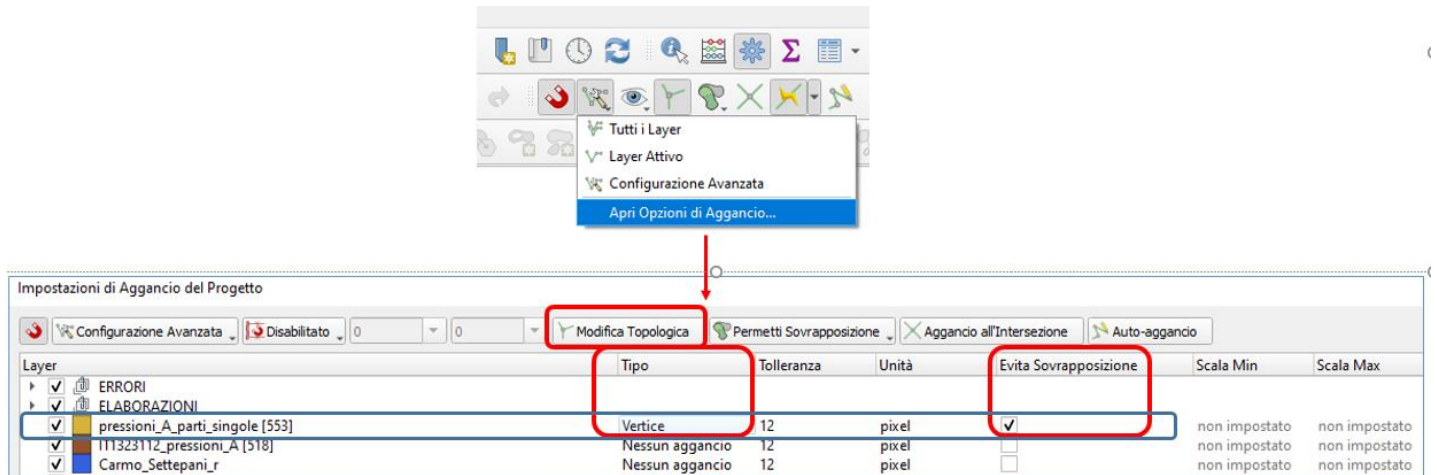 Tutti i Layer
Layer Attivo
Configurazione Avanzata
Apri Opzioni di Aggancio...
Impostazioni di Aggancio del Progetto
Configurazione Avanzata Disabilitato 0 0 Modifica Topologica Permetti Sovrapposizione Aggancio all'Intersezione Auto-aggancio
Layer Tipo Tolleranza Unità Evita Sovrapposizione Scala Min Scala Max
ERRORI
ELABORAZIONI
pressioni_A_parti_singole [553] Vertice 12 pixel non impostato non impostato
IT1323112_pressioni_A [518] Nessun aggancio 12 pixel non impostato non impostato
Carmo_Settepani_r Nessun aggancio 12 pixel non impostato non impostato